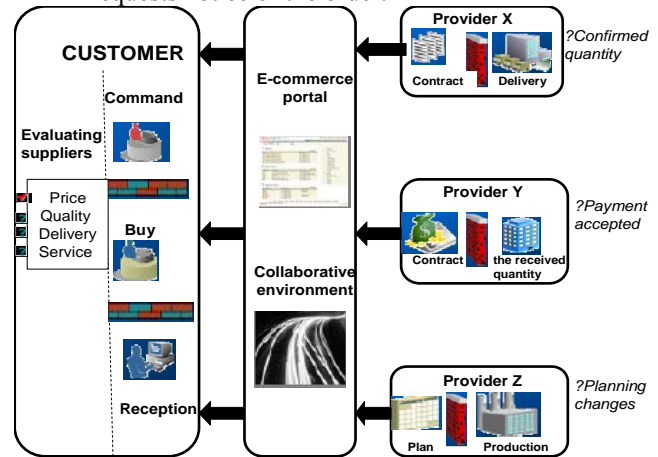 CUSTOMER
Command
Evaluating
suppliers
Price
Quality
Delivery
Service
Buy
Reception
E-commerce
portal
Collaborative
environment
Provider X
Contract
Delivery
?Confirmed
quantity
Provider Y
Contract
the received
quantity
?Payment
accepted
Provider Z
Plan
Production
?Planning
changes